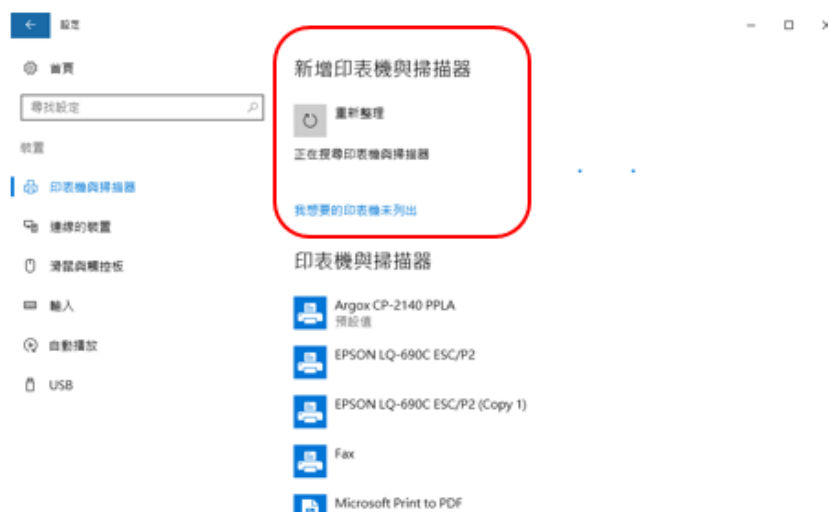 設定
首頁
尋找設定
裝置
印表機與掃描器
連線的裝置
滑鼠與觸控板
輸入
自動播放
USB
新增印表機與掃描器
重新整理
正在搜尋印表機與掃描器
我想要的印表機未列出
印表機與掃描器
Argox CP-2140 PPLA
預設值
EPSON LQ-690C ESC/P2
EPSON LQ-690C ESC/P2 (Copy 1)
Fax
Microsoft Print to PDF